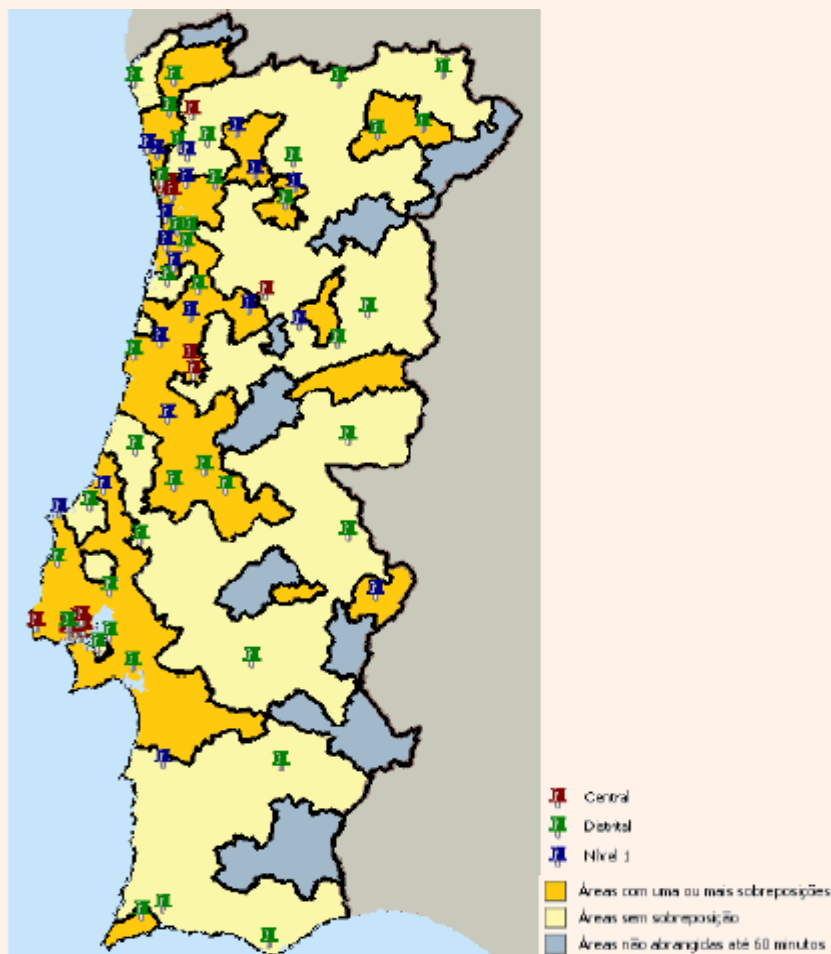 Central
Distrital
Nível 1
Áreas com uma ou mais sobreposições
Áreas sem sobreposição
Áreas não abrangidas até 60 minutos